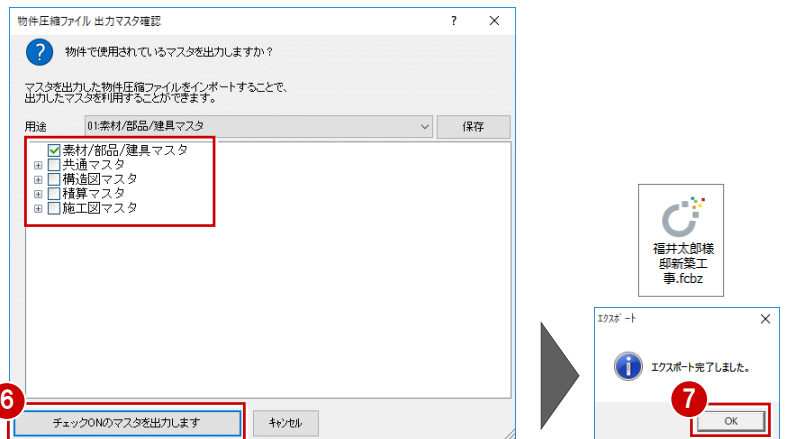 物件圧縮ファイル 出力マスタ確認
?
物件で使用されているマスタを出力しますか?
マスタを出力した物件圧縮ファイルをインポートすることで、
出力したマスタを利用することができます。
用途 01:素材/部品/建具マスタ 保存
素材/部品/建具マスタ
共通マスタ
構造図マスタ
積算マスタ
施工図マスタ
6
チェックONのマスタを出力します キャンセル
福井太郎様
邸新築工
事.fcbz
エクスポート
エクスポート完了しました。
7
OK